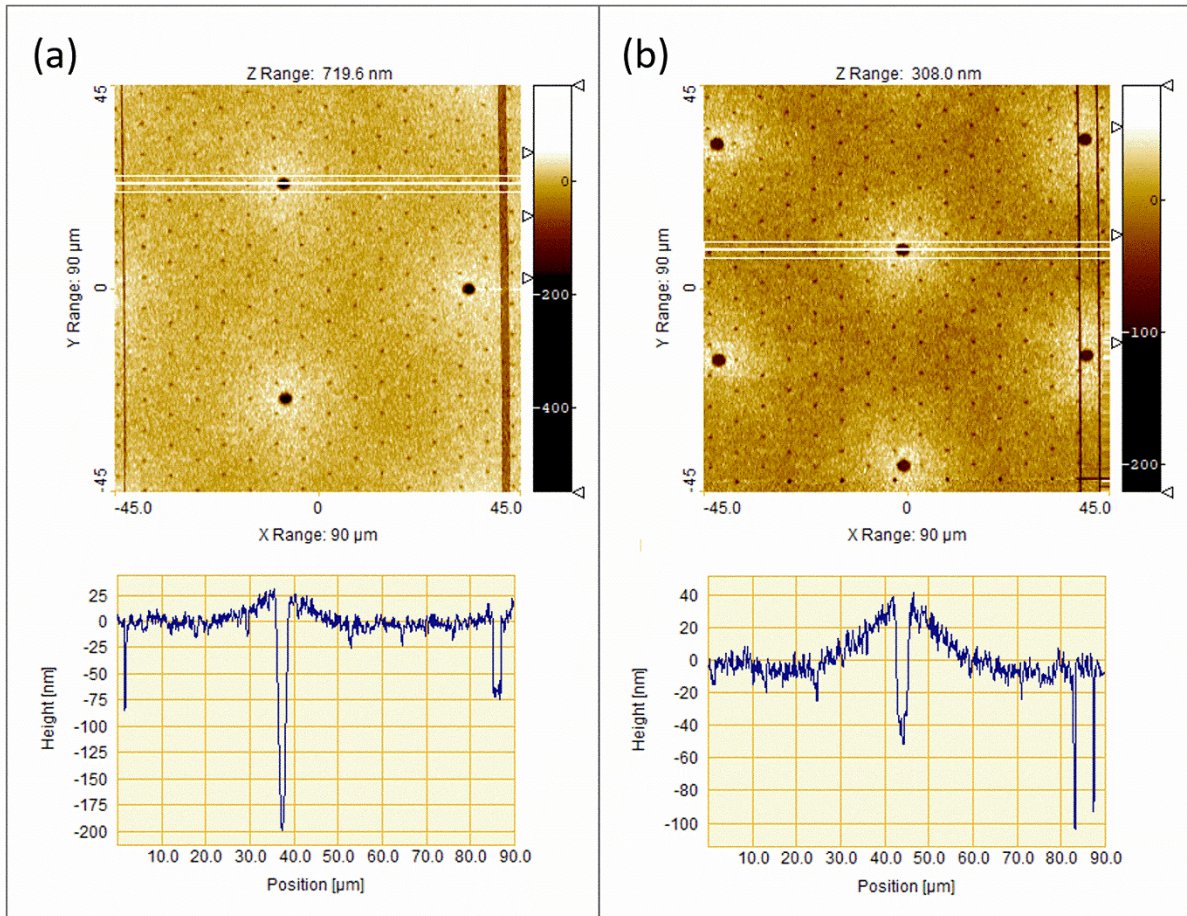 (a)
Z Range: 719.6 nm
45
0
-45
Y Range: 90 µm
-45.0 0 45.0
X Range: 90 µm
0
-200
-400
25
0
-25
-50
-75
-100
-125
-150
-175
-200
Height [nm]
10.0 20.0 30.0 40.0 50.0 60.0 70.0 80.0 90.0
Position [µm]
(b)
Z Range: 308.0 nm
45
0
-45
Y Range: 90 µm
-45.0 0 45.0
X Range: 90 µm
0
-100
-200
40
20
0
-20
-40
-60
-80
-100
Height [nm]
10.0 20.0 30.0 40.0 50.0 60.0 70.0 80.0 90.0
Position [µm]